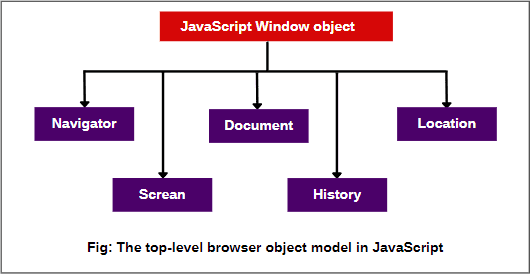 JavaScript Window object
Navigator
Document
Location
Screan
History
Fig: The top-level browser object model in JavaScript